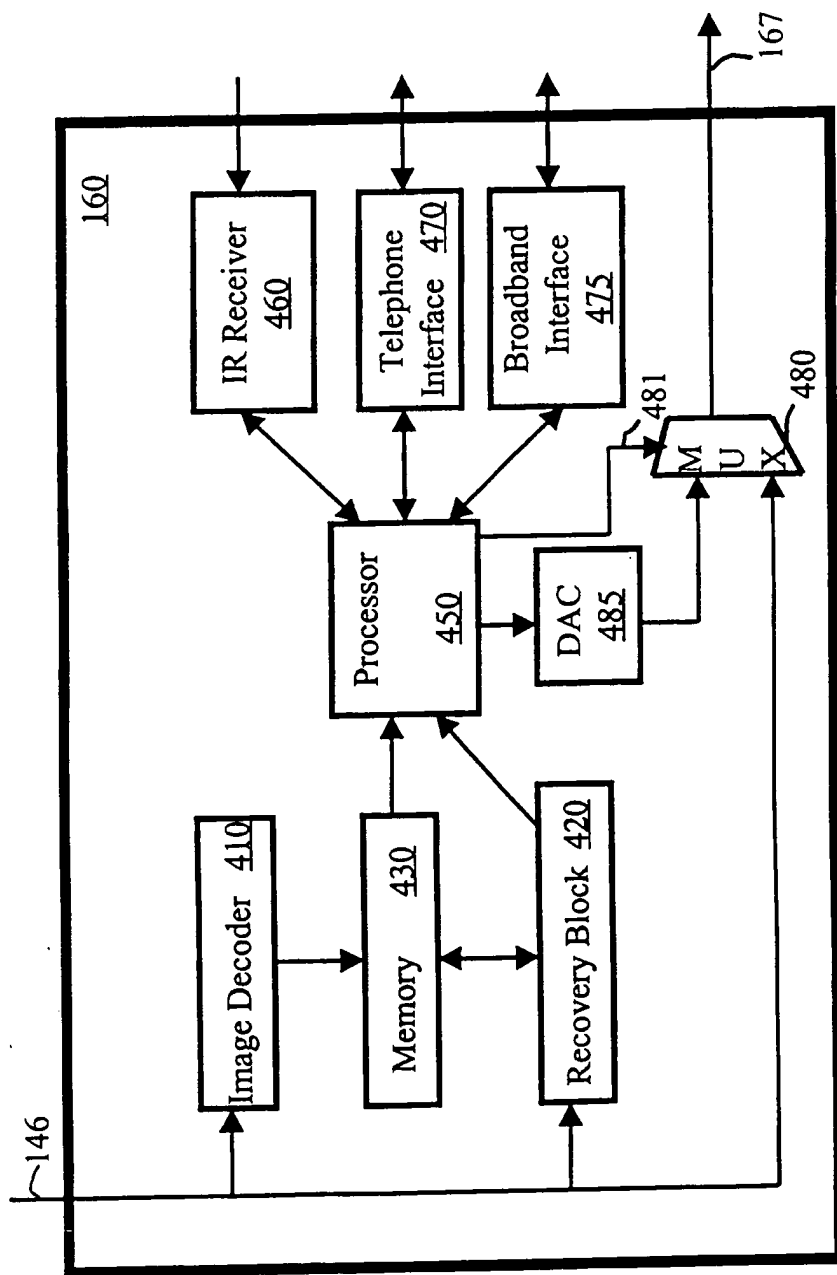 146
160
Image Decoder 410
Memory 430
Recovery Block 420
Processor
450
DAC
485
IR Receiver
460
Telephone
Interface 470
Broadband
Interface
475
481
M
U
X
480
167